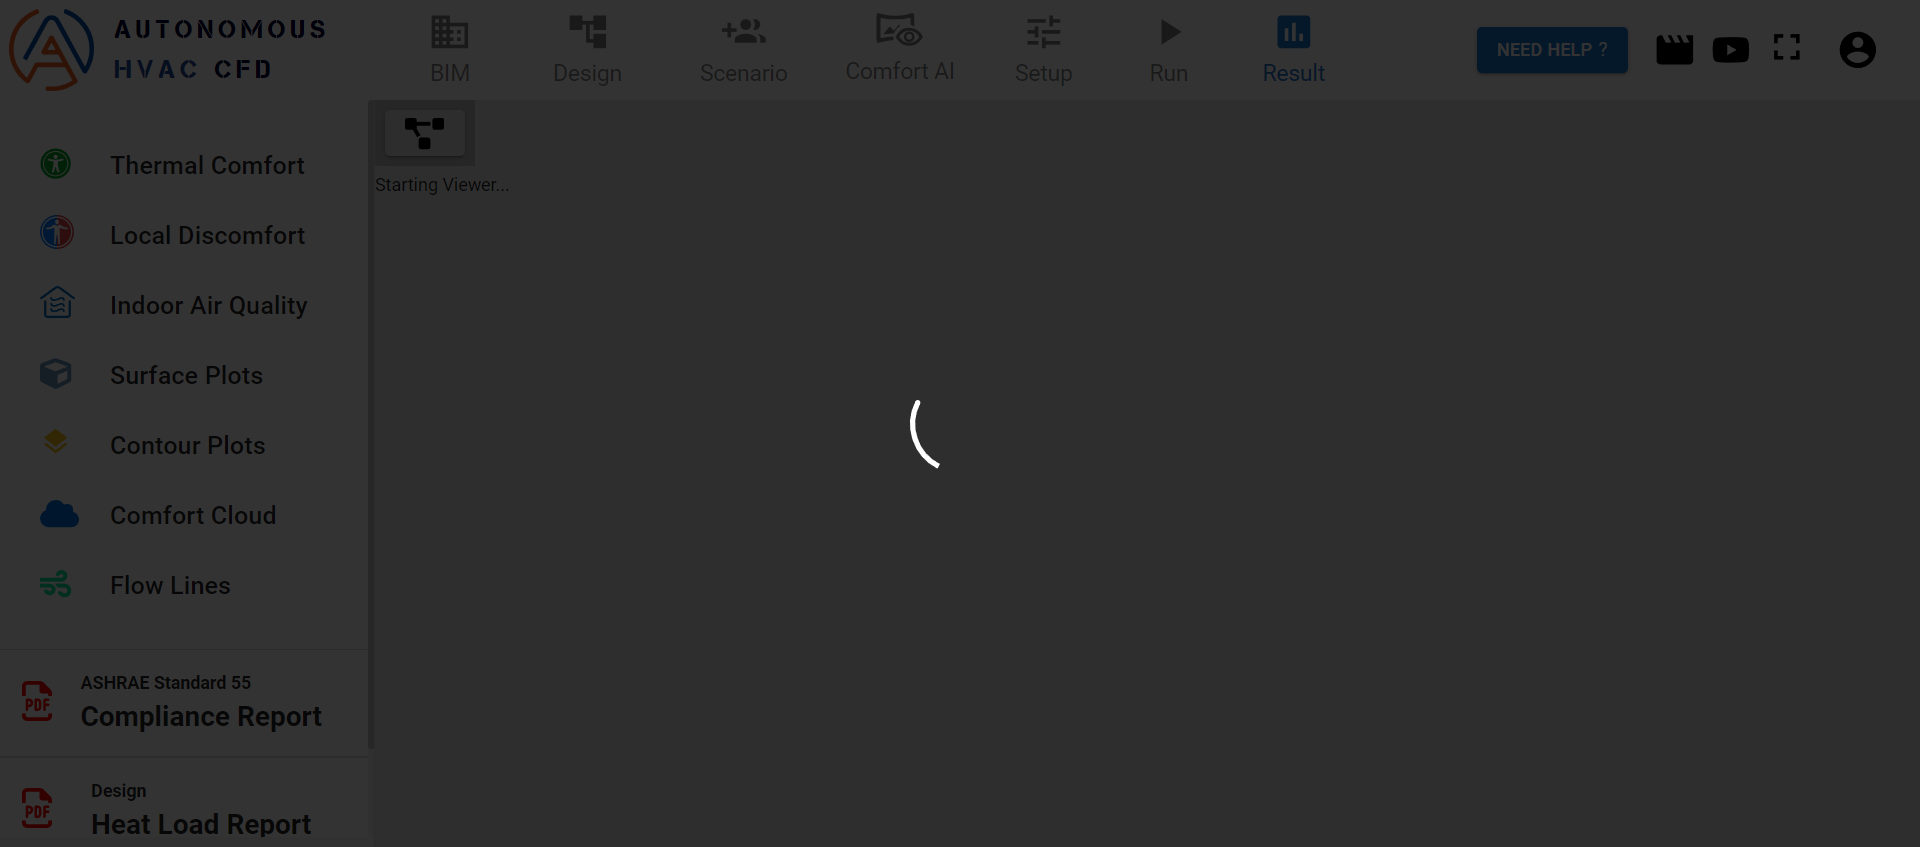 AUTONOMOUS
HVAC CFD
BIM
Design
Scenario
Comfort AI
Setup
Run
Result
NEED HELP ?
Thermal Comfort
Local Discomfort
Indoor Air Quality
Surface Plots
Contour Plots
Comfort Cloud
Flow Lines
PDF
ASHRAE Standard 55
Compliance Report
PDF
Design
Heat Load Report
Starting Viewer...